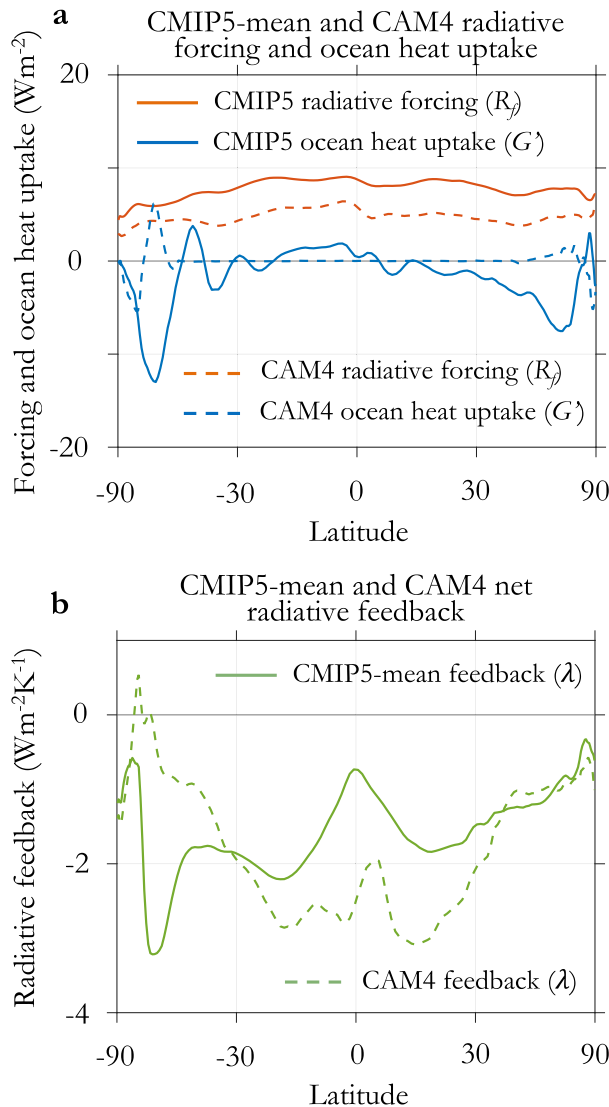 a
CMIP5-mean and CAM4 radiative
forcing and ocean heat uptake
Forcing and ocean heat uptake (Wm-2)
20
CMIP5 radiative forcing (Rf)
CMIP5 ocean heat uptake (G')
0
CAM4 radiative forcing (Rf)
CAM4 ocean heat uptake (G')
-20
-90 -30 0 30 90
Latitude
b
CMIP5-mean and CAM4 net
radiative feedback
Radiative feedback (Wm-2K-1)
CMIP5-mean feedback (λ)
0
-2
CAM4 feedback (λ)
-4
-90 -30 0 30 90
Latitude